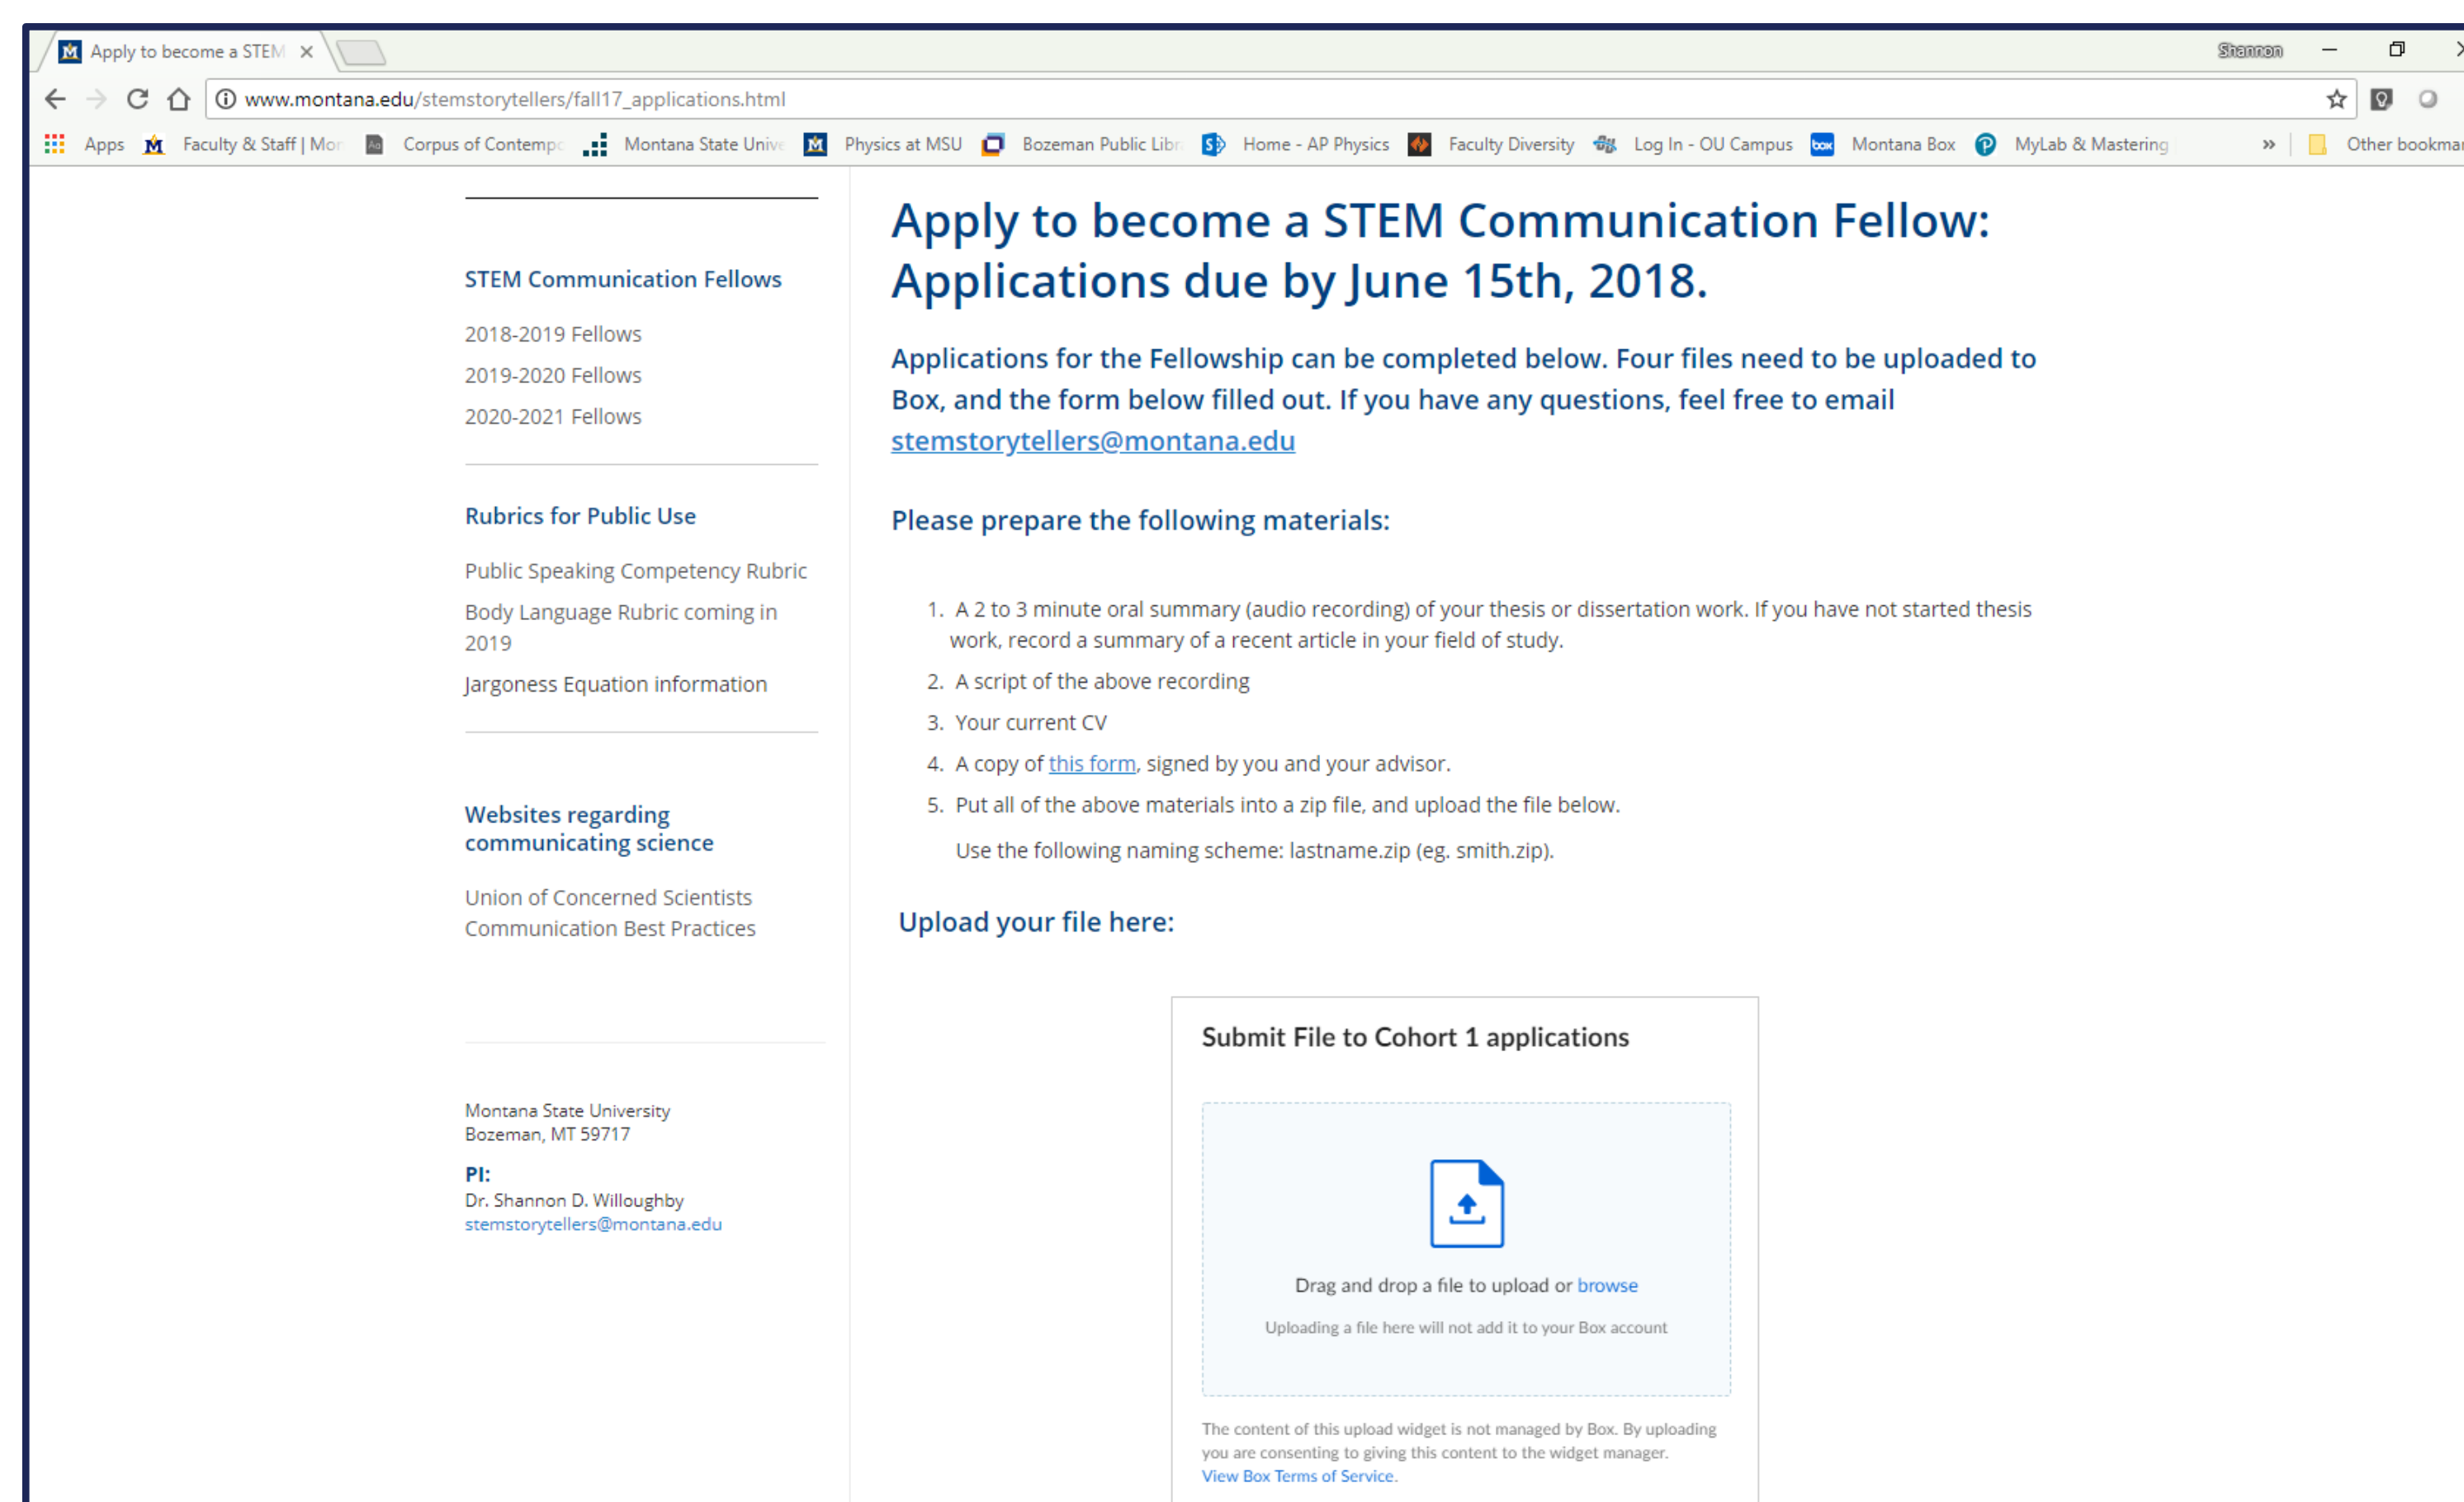 Apply to become a STEM
Shannon
www.montana.edu/stemstorytellers/fall17_applications.html
Apps Faculty & Staff | Mon Corpus of Contempo Montana State Unive Physics at MSU Bozeman Public Libr Home - AP Physics Faculty Diversity Log In - OU Campus box Montana Box MyLab & Mastering » Other bookmar
STEM Communication Fellows
2018-2019 Fellows
2019-2020 Fellows
2020-2021 Fellows
Rubrics for Public Use
Public Speaking Competency Rubric
Body Language Rubric coming in
2019
Jargoness Equation information
Websites regarding
communicating science
Union of Concerned Scientists
Communication Best Practices
Montana State University
Bozeman, MT 59717
PI:
Dr. Shannon D. Willoughby
stemstorytellers@montana.edu
Apply to become a STEM Communication Fellow:
Applications due by June 15th, 2018.
Applications for the Fellowship can be completed below. Four files need to be uploaded to
Box, and the form below filled out. If you have any questions, feel free to email
stemstorytellers@montana.edu
Please prepare the following materials:
1. A 2 to 3 minute oral summary (audio recording) of your thesis or dissertation work. If you have not started thesis
work, record a summary of a recent article in your field of study.
2. A script of the above recording
3. Your current CV
4. A copy of this form, signed by you and your advisor.
5. Put all of the above materials into a zip file, and upload the file below.
Use the following naming scheme: lastname.zip (eg. smith.zip).
Upload your file here:
Submit File to Cohort 1 applications
Drag and drop a file to upload or browse
Uploading a file here will not add it to your Box account
The content of this upload widget is not managed by Box. By uploading
you are consenting to giving this content to the widget manager.
View Box Terms of Service.